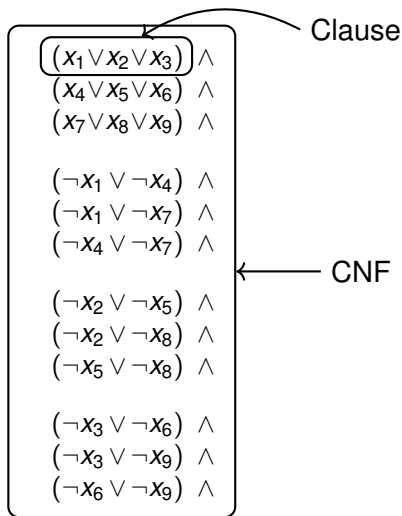 Clause
(x₁∨x₂∨x₃) ∧
(x₄∨x₅∨x₆) ∧
(x₇∨x₈∨x₉) ∧
(¬x₁ ∨ ¬x₄) ∧
(¬x₁ ∨ ¬x₇) ∧
(¬x₄ ∨ ¬x₇) ∧
CNF
(¬x₂ ∨ ¬x₅) ∧
(¬x₂ ∨ ¬x₈) ∧
(¬x₅ ∨ ¬x₈) ∧
(¬x₃ ∨ ¬x₆) ∧
(¬x₃ ∨ ¬x₉) ∧
(¬x₆ ∨ ¬x₉) ∧